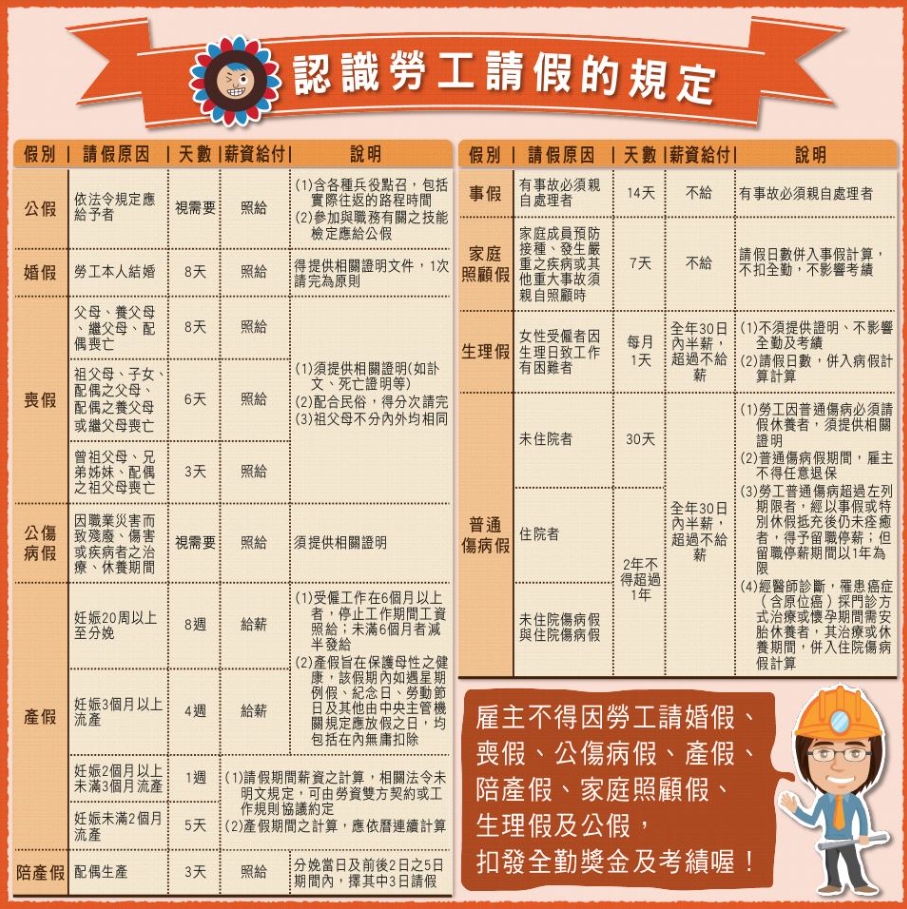 認識勞工請假的規定
假別 | 請假原因 | 天數 |薪資給付| 說明
公假
依法令規定應
給予者
視需要
照給
(1)含各種兵役點召,包括
實際往返的路程時間
(2)參加與職務有關之技能
檢定應給公假
婚假
勞工本人結婚
8天
照給
得提供相關證明文件,1次
請完為原則
喪假
父母、養父母
、繼父母、配
偶喪亡
8天
照給
祖父母、子女、
配偶之父母、
配偶之養父母
或繼父母喪亡
6天
照給
曾祖父母、兄
弟姊妹、配偶
之祖父母喪亡
3天
照給
(1)須提供相關證明(如訃
文、死亡證明等)
(2)配合民俗,得分次請完
(3)祖父母不分內外均相同
公傷
病假
因職業災害而
致殘廢、傷害
或疾病者之治
療、休養期間
視需要
照給
須提供相關證明
產假
妊娠20周以上
至分娩
8週
給薪
妊娠3個月以上
流產
4週
給薪
(1)受僱工作在6個月以上
者,停止工作期間工資
照給;未滿6個月者減
半發給
(2)產假旨在保護母性之健
康,該假期內如遇星期
例假、紀念日、勞動節
日及其他由中央主管機
關規定應放假之日,均
包括在內無庸扣除
妊娠2個月以上
未滿3個月流產
1週
妊娠未滿2個月
流產
5天
(1)請假期間薪資之計算,相關法令未
明文規定,可由勞資雙方契約或工
作規則協議約定
(2)產假期間之計算,應依曆連續計算
陪產假
配偶生產
3天
照給
分娩當日及前後2日之5日
期間內,擇其中3日請假
假別 | 請假原因 | 天數 |薪資給付| 說明
事假
有事故必須親
自處理者
14天
不給
有事故必須親自處理者
家庭
照顧假
家庭成員預防
接種、發生嚴
重之疾病或其
他重大事故須
親自照顧時
7天
不給
請假日數併入事假計算,
不扣全勤,不影響考績
生理假
女性受僱者因
生理日致工作
有困難者
每月
1天
全年30日
內半薪,
超過不給
薪
(1)不須提供證明、不影響
全勤及考績
(2)請假日數,併入病假計
算計算
普通
傷病假
未住院者
30天
住院者
未住院傷病假
與住院傷病假
2年不
得超過
1年
全年30日
內半薪,
超過不給
薪
(1)勞工因普通傷病必須請
假休養者,須提供相關
證明
(2)普通傷病假期間,雇主
不得任意退保
(3)勞工普通傷病超過左列
期限者,經以事假或特
別休假抵充後仍未痊癒
者,得予留職停薪;但
留職停薪期間以1年為
限
(4)經醫師診斷,罹患癌症
(含原位癌)採門診方
式治療或懷孕期間需安
胎休養者,其治療或休
養期間,併入住院傷病
假計算
雇主不得因勞工請婚假、
喪假、公傷病假、產假、
陪產假、家庭照顧假、
生理假及公假,
扣發全勤獎金及考績喔!